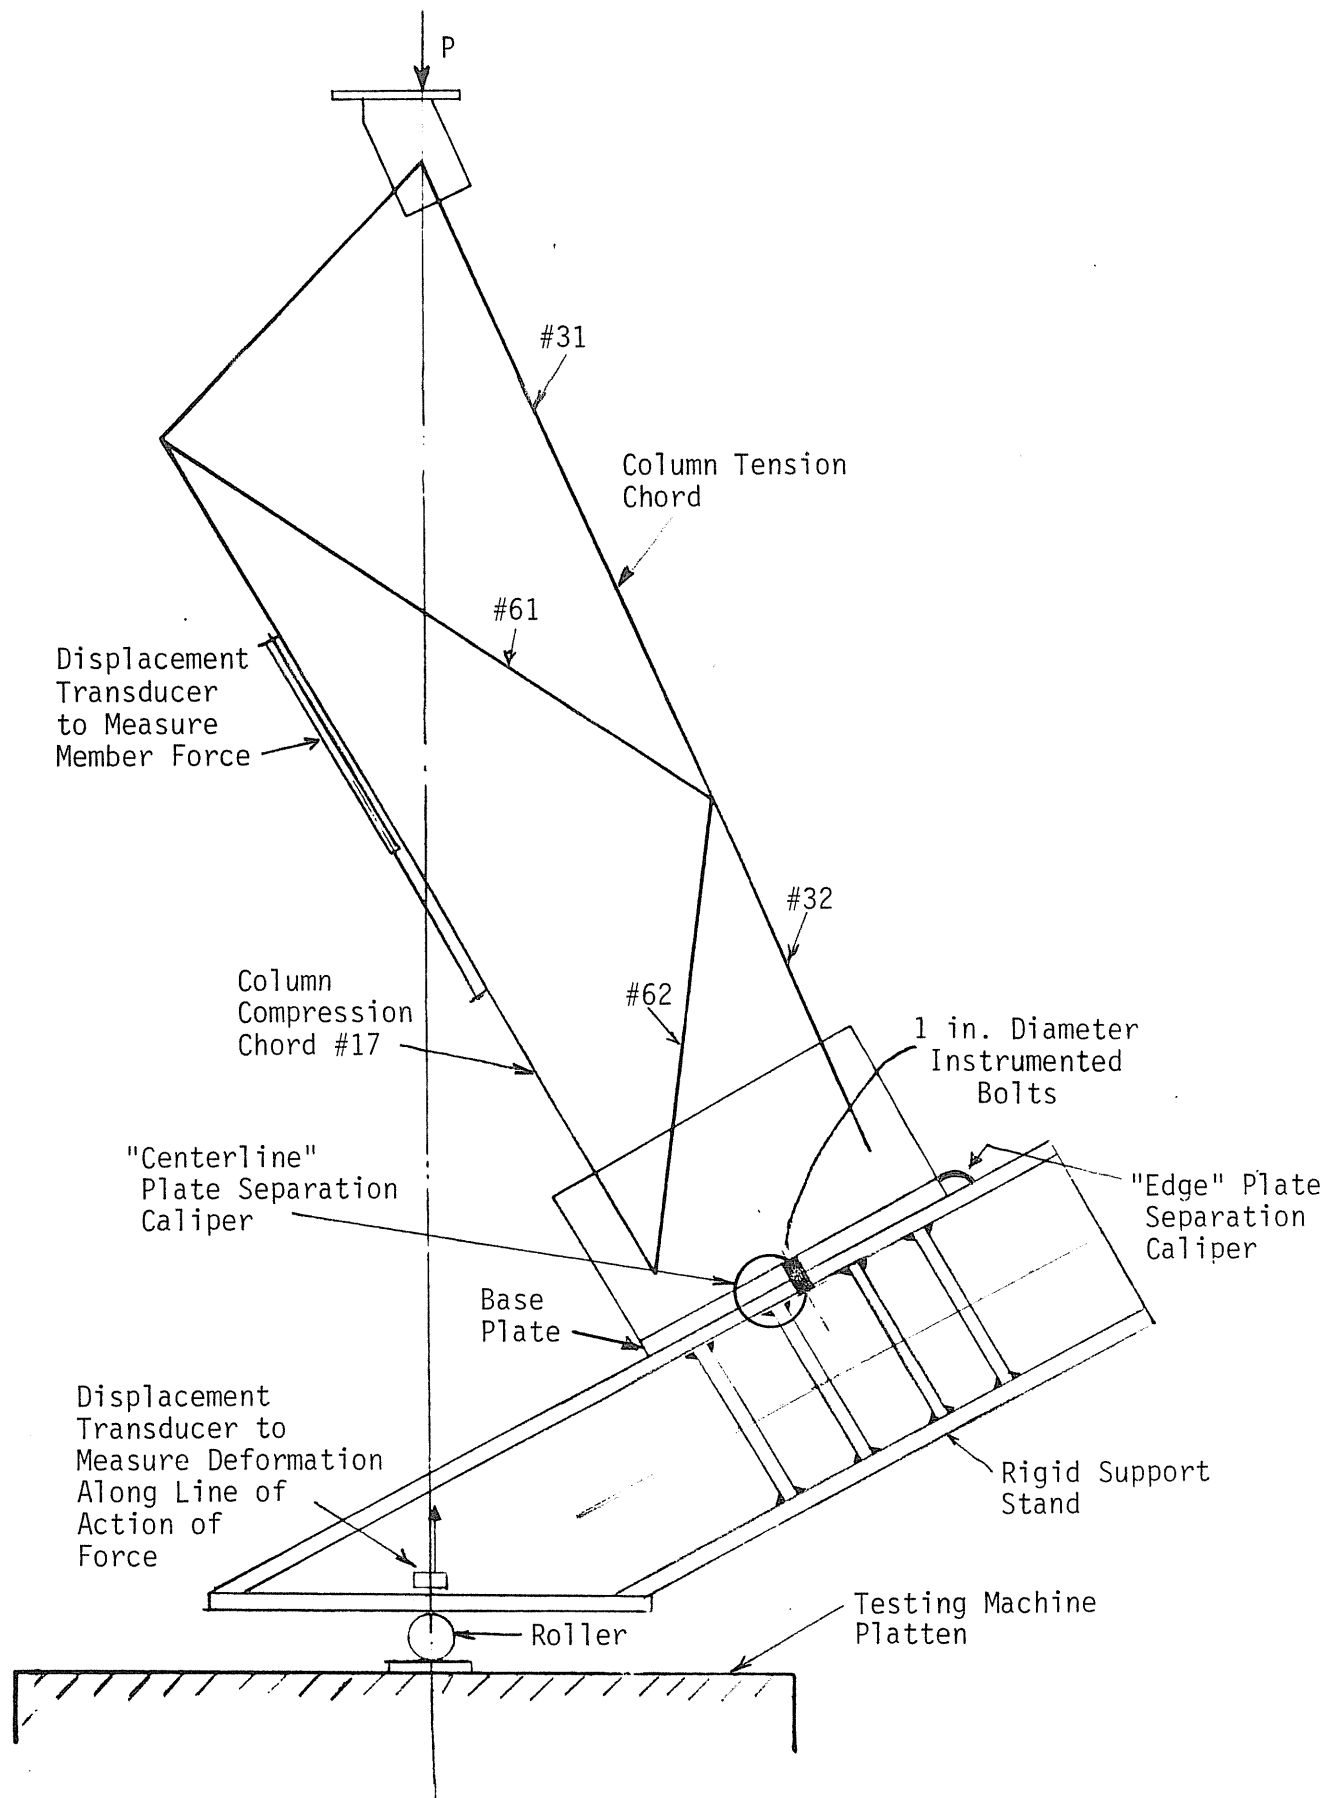 P
#31
Column Tension
Chord
#61
Displacement
Transducer
to Measure
Member Force
#32
Column
Compression
Chord #17
#62
1 in. Diameter
Instrumented
Bolts
"Centerline"
Plate Separation
Caliper
"Edge" Plate
Separation
Caliper
Base
Plate
Displacement
Transducer to
Measure Deformation
Along Line of
Action of
Force
Rigid Support
Stand
Testing Machine
Platten
Roller